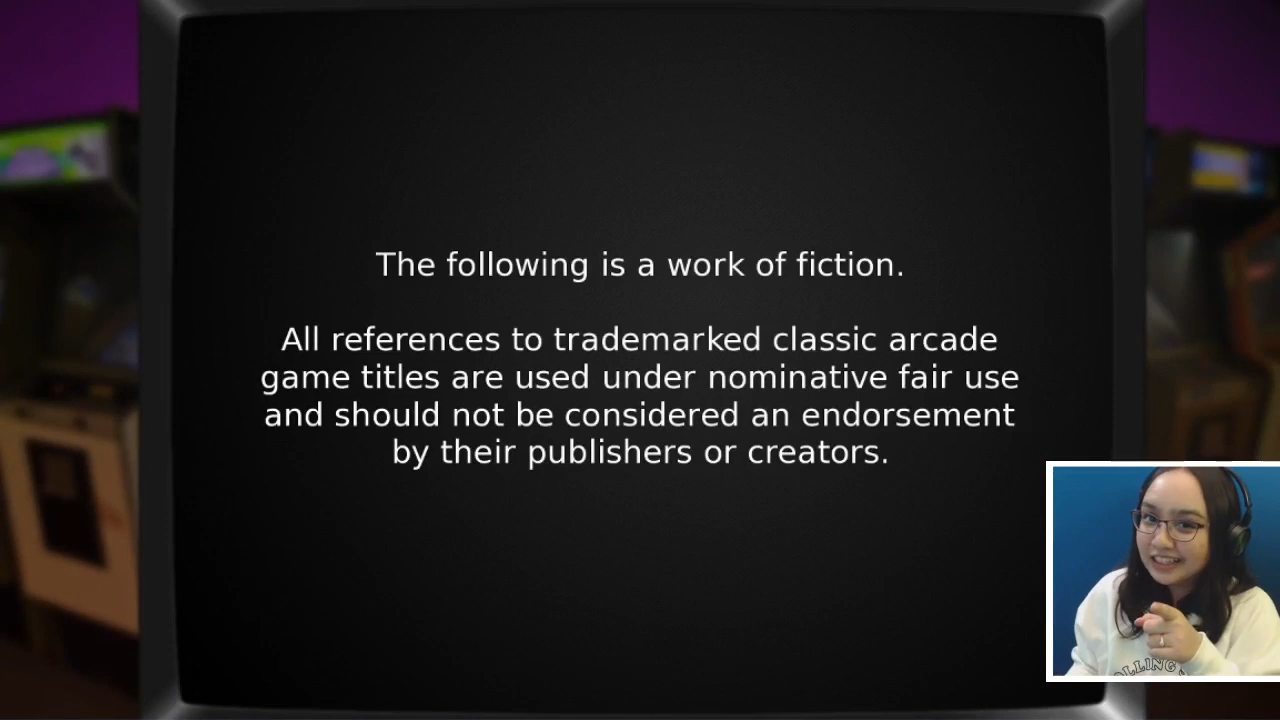 The following is a work of fiction.
All references to trademarked classic arcade
game titles are used under nominative fair use
and should not be considered an endorsement
by their publishers or creators.
OLLING